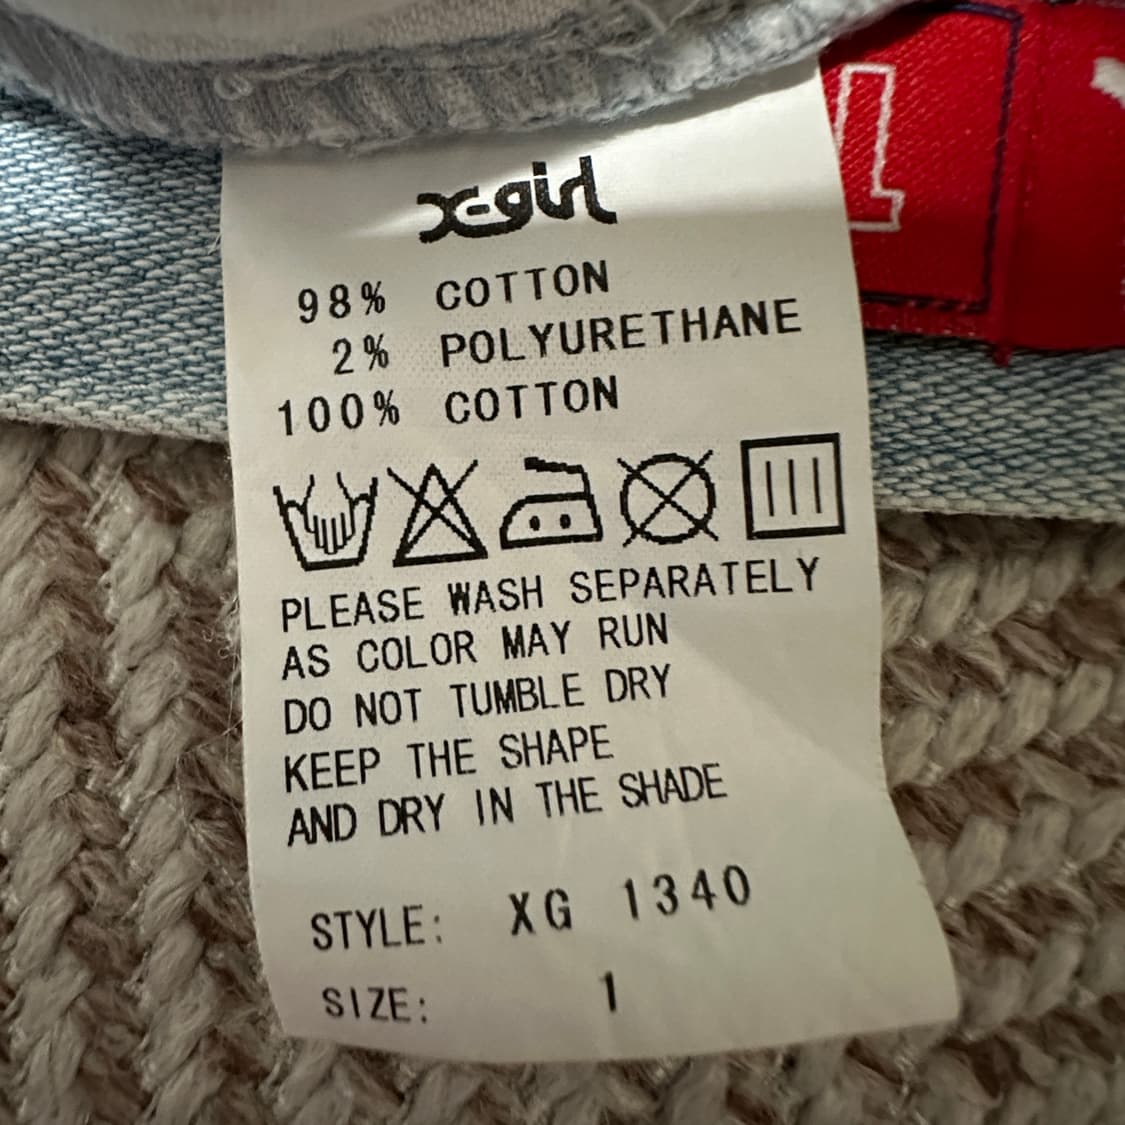 X-girl
98% COTTON
2% POLYURETHANE
100% COTTON
PLEASE WASH SEPARATELY
AS COLOR MAY RUN
DO NOT TUMBLE DRY
KEEP THE SHAPE
AND DRY IN THE SHADE
STYLE: XG 1340
SIZE: 1